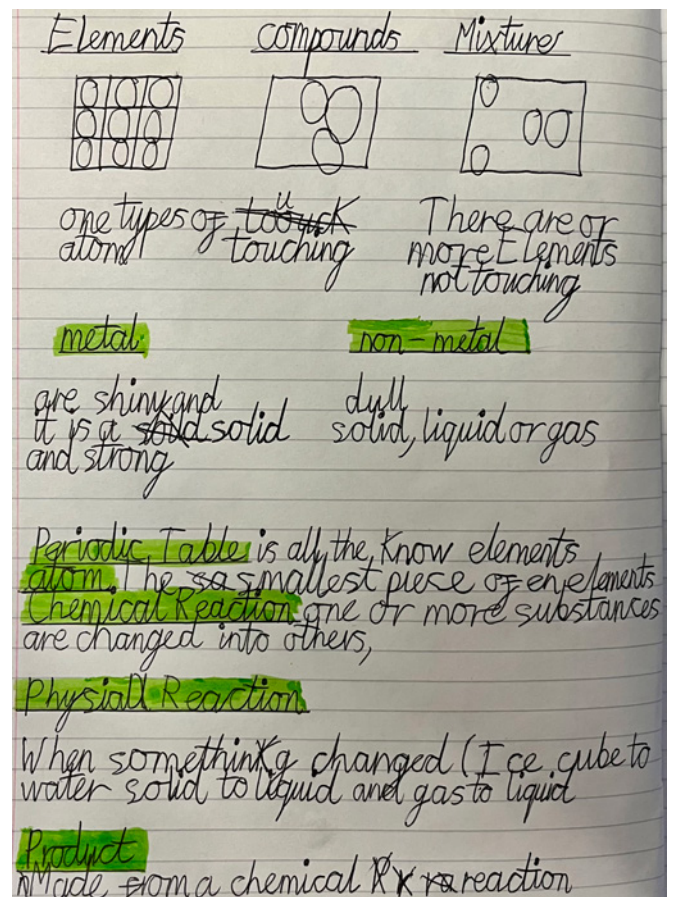 Elements compounds Mixtures
one types of touching There are or
atom more Elements
not touching
metal non-metal
are shiny and dull
it is a solid solid, liquid or gas
and strong
Periodic Table is all the Know elements
atom The smallest piece of en elements
Chemical Reaction one or more substances
are changed into others,
Physiall Reaction
When somethinkg changed (Ice cube to
water solid to liquid and gas to liquid
Product
Made from a chemical reaction